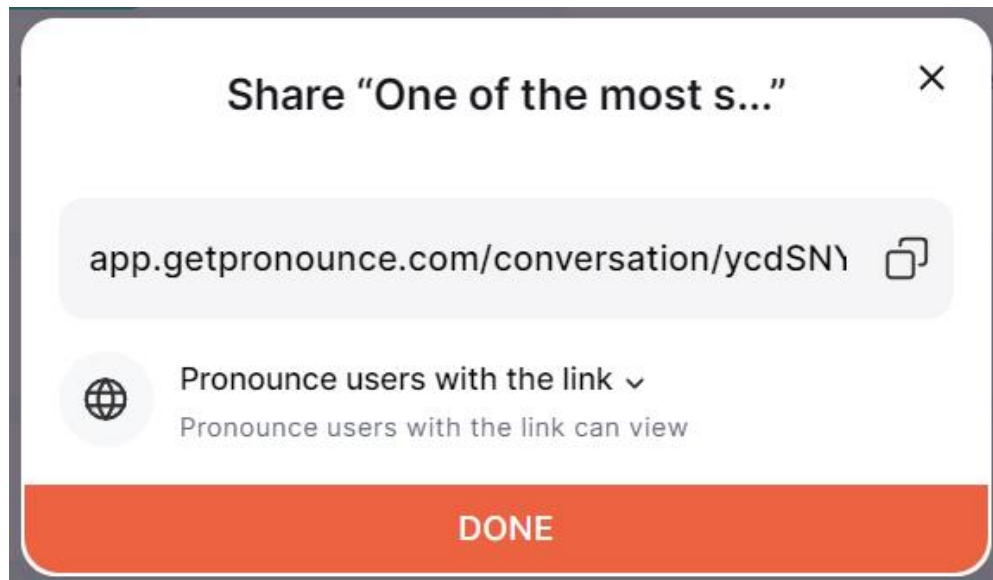 Share “One of the most s...”
app.getpronounce.com/conversation/ycdSNY
Pronounce users with the link
Pronounce users with the link can view
DONE